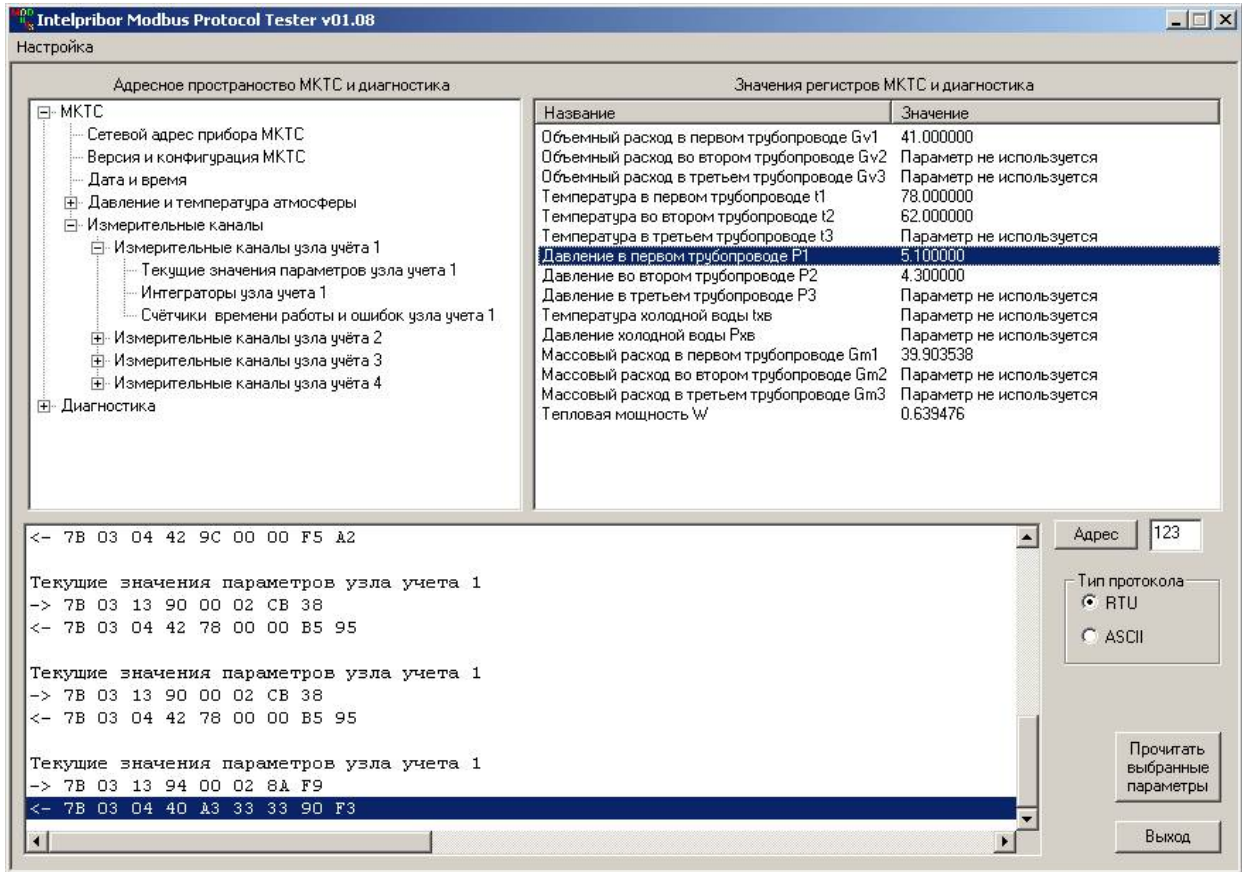 Intelpribor Modbus Protocol Tester v01.08
Настройка
Адресное пространоство МКТС и диагностика
МКТС
Сетевой адрес прибора МКТС
Версия и конфигурация МКТС
Дата и время
Давление и температура атмосферы
Измерительные каналы
Измерительные каналы узла учёта 1
Текущие значения параметров узла учета 1
Интеграторы узла учета 1
Счётчики времени работы и ошибок узла учета 1
Измерительные каналы узла учёта 2
Измерительные каналы узла учёта 3
Измерительные каналы узла учёта 4
Диагностика
Значения регистров МКТС и диагностика
Название Значение
Объемный расход в первом трубопроводе Gv1 41.000000
Объемный расход во втором трубопроводе Gv2 Параметр не используется
Объемный расход в третьем трубопроводе Gv3 Параметр не используется
Температура в первом трубопроводе t1 78.000000
Температура во втором трубопроводе t2 62.000000
Температура в третьем трубопроводе t3 Параметр не используется
Давление в первом трубопроводе P1 5.100000
Давление во втором трубопроводе P2 4.300000
Давление в третьем трубопроводе P3 Параметр не используется
Температура холодной воды tхв Параметр не используется
Давление холодной воды Pхв Параметр не используется
Массовый расход в первом трубопроводе Gm1 39.903538
Массовый расход во втором трубопроводе Gm2 Параметр не используется
Массовый расход в третьем трубопроводе Gm3 Параметр не используется
Тепловая мощность W 0.639476
<- 7B 03 04 42 9C 00 00 F5 A2
Текущие значения параметров узла учета 1
-> 7B 03 13 90 00 02 CB 38
<- 7B 03 04 42 78 00 00 B5 95
Текущие значения параметров узла учета 1
-> 7B 03 13 90 00 02 CB 38
<- 7B 03 04 42 78 00 00 B5 95
Текущие значения параметров узла учета 1
-> 7B 03 13 94 00 02 8A F9
<- 7B 03 04 40 A3 33 33 90 F3
Адрес 123
Тип протокола
RTU
ASCII
Прочитать
выбранные
параметры
Выход